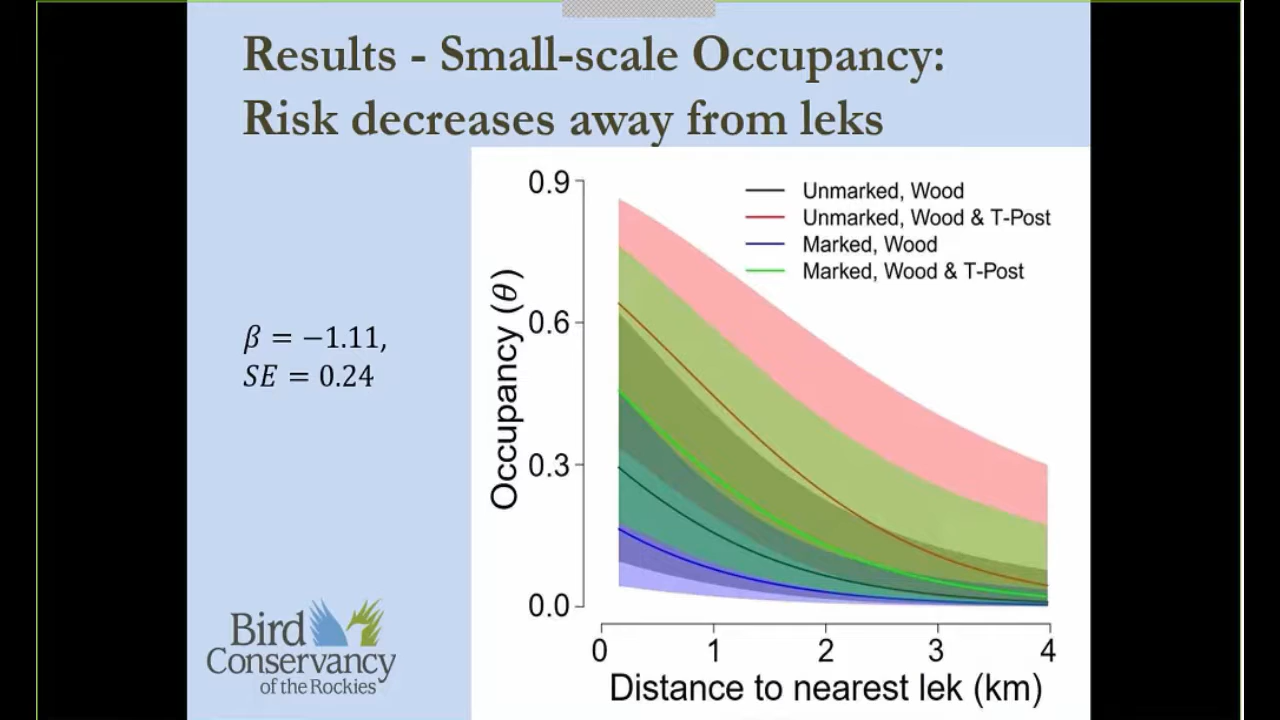 Results - Small-scale Occupancy:
Risk decreases away from leks
β = −1.11,
SE = 0.24
Occupancy (θ)
0.9
0.6
0.3
0.0
Unmarked, Wood
Unmarked, Wood & T-Post
Marked, Wood
Marked, Wood & T-Post
0 1 2 3 4
Distance to nearest lek (km)
Bird
Conservancy
of the Rockies